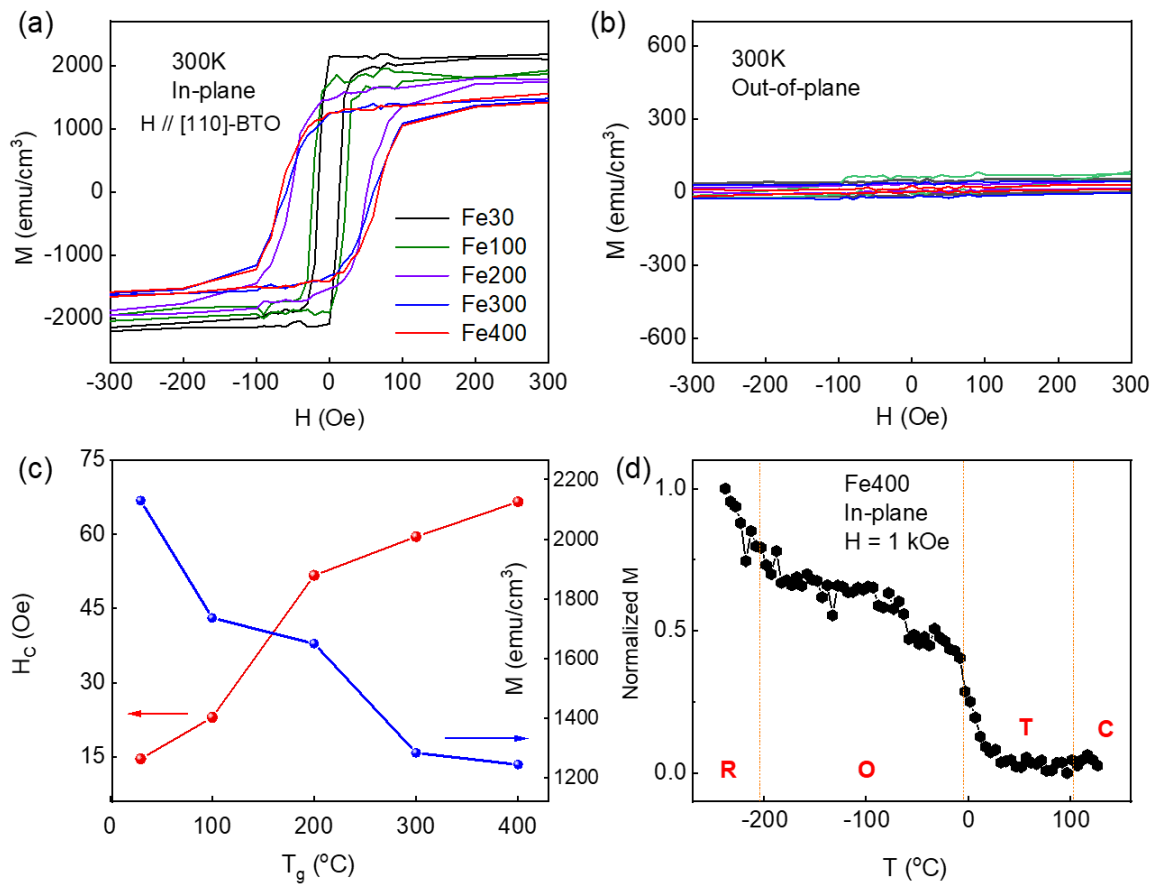 (a)
2000
1000
0
-1000
-2000
M (emu/cm³)
300K
In-plane
H // [110]-BTO
Fe30
Fe100
Fe200
Fe300
Fe400
-300 -200 -100 0 100 200 300
H (Oe)
(b)
600
300
0
-300
-600
M (emu/cm³)
300K
Out-of-plane
-300 -200 -100 0 100 200 300
H (Oe)
(c)
75
60
45
30
15
H_C (Oe)
2200
2000
1800
1600
1400
1200
M (emu/cm³)
0 100 200 300 400
T_g (°C)
(d)
1.0
0.5
0.0
Normalized M
Fe400
In-plane
H = 1 kOe
R O T C
-200 -100 0 100
T (°C)